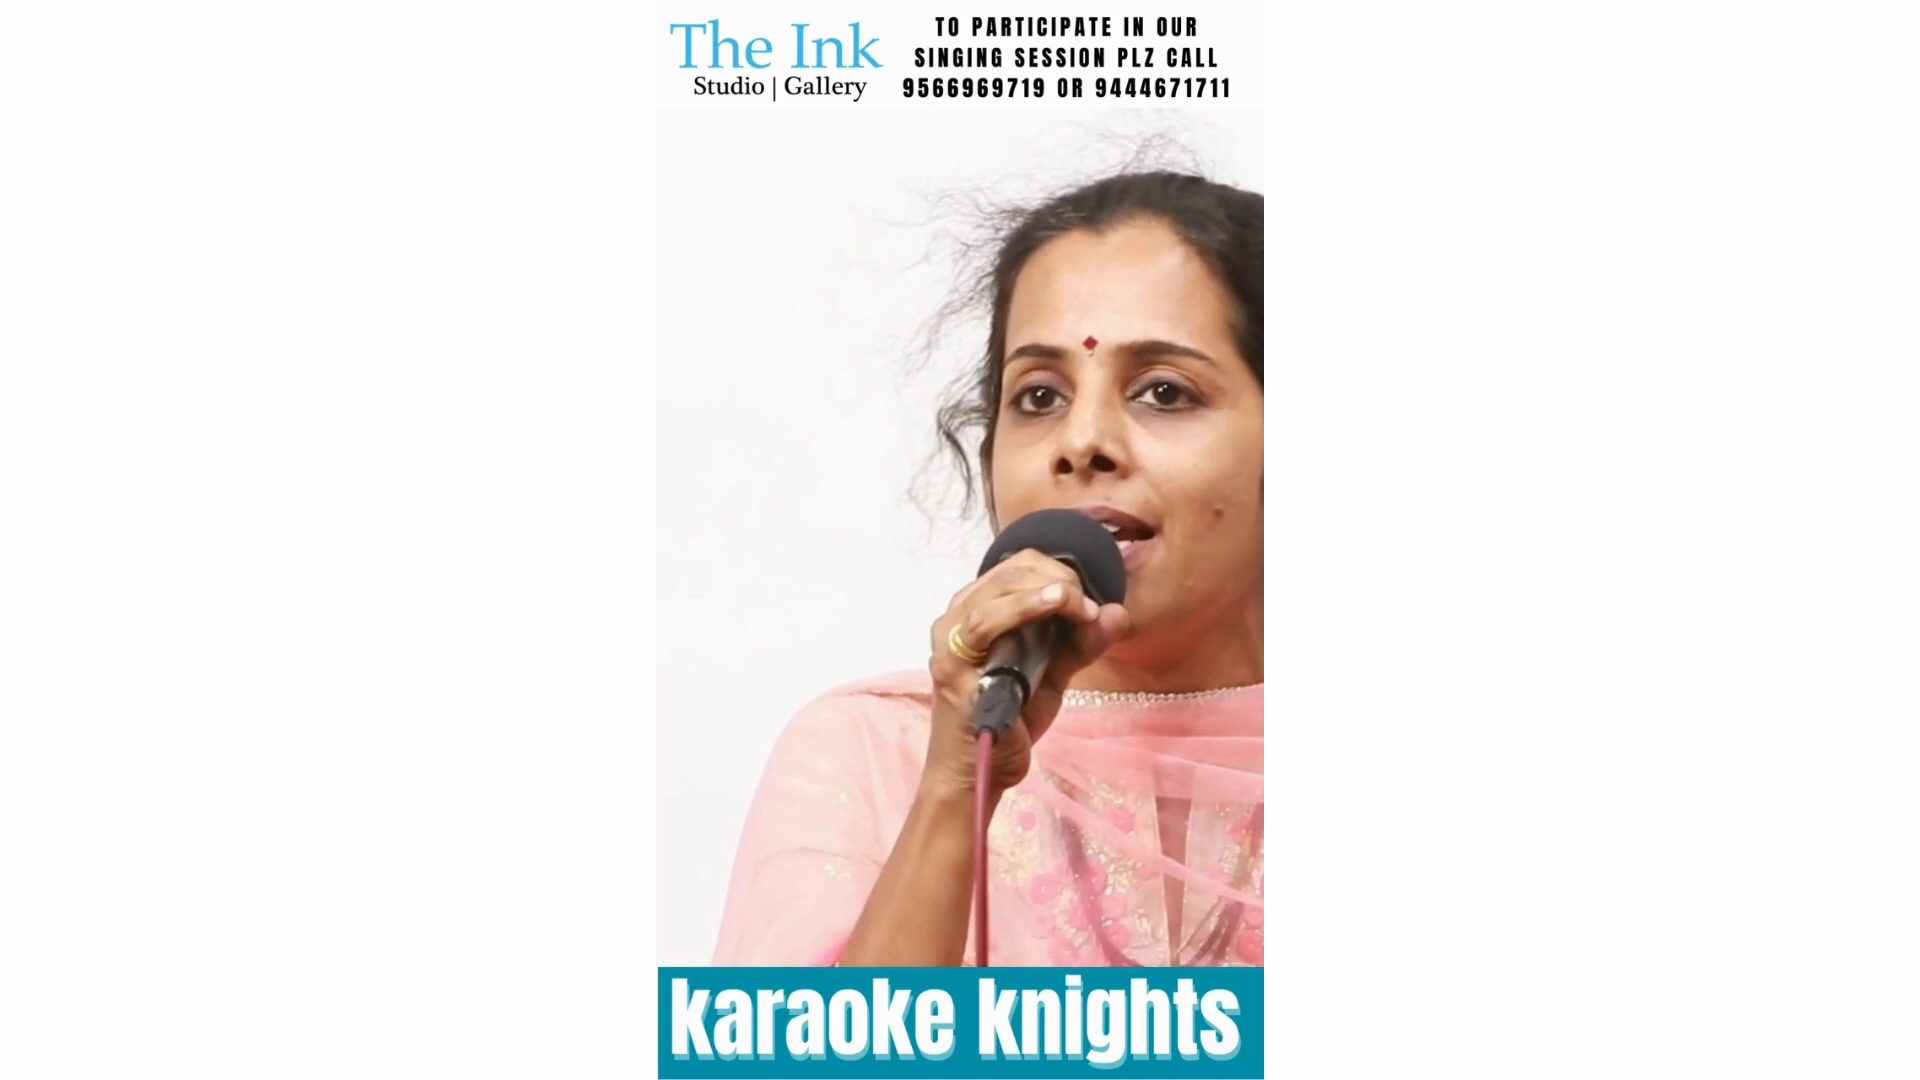 The Ink
Studio | Gallery
TO PARTICIPATE IN OUR
SINGING SESSION PLZ CALL
9566969719 OR 9444671711
karaoke knights